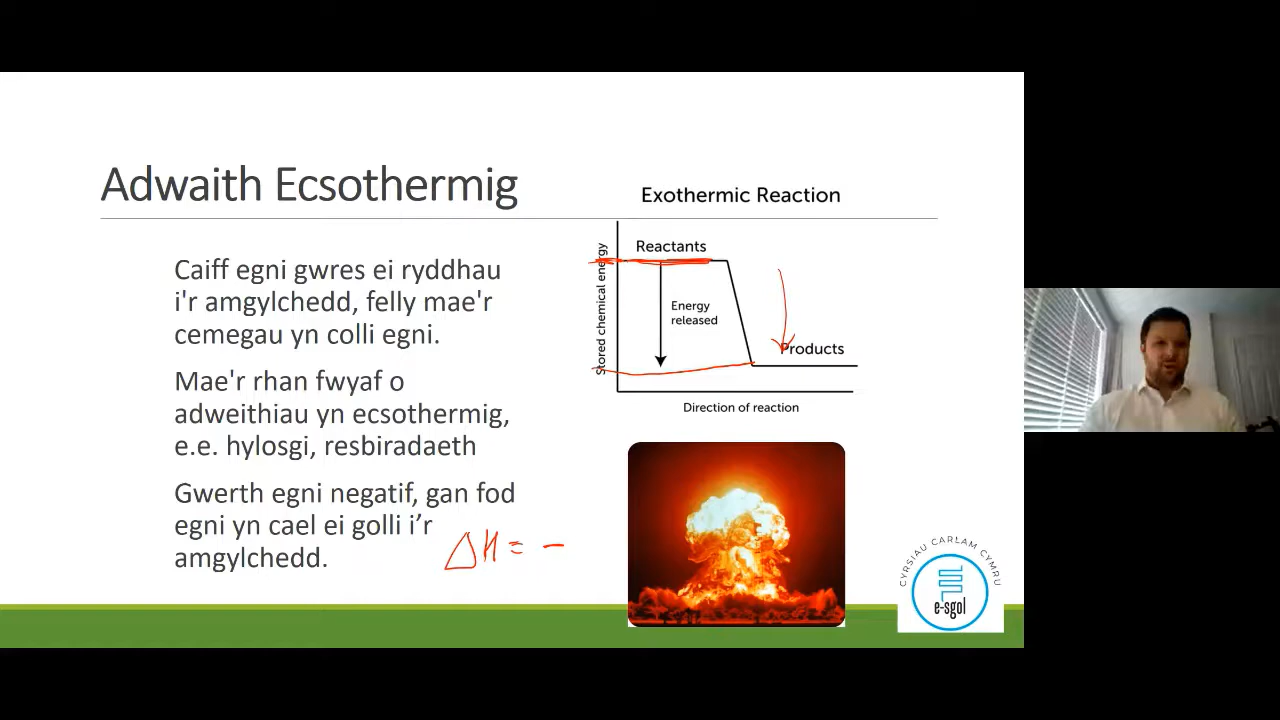 Adwaith Ecsothermig
Caiff egni gwres ei ryddhau
i'r amgylchedd, felly mae'r
cemegau yn colli egni.
Mae'r rhan fwyaf o
adweithiau yn ecsothermig,
e.e. hylosgi, resbiradaeth
Gwerth egni negatif, gan fod
egni yn cael ei golli i’r
amgylchedd.
ΔH = -
Exothermic Reaction
Stored chemical energy
Reactants
Energy
released
Products
Direction of reaction
CYRSIAU CARLAM CYMRU
e-sgol